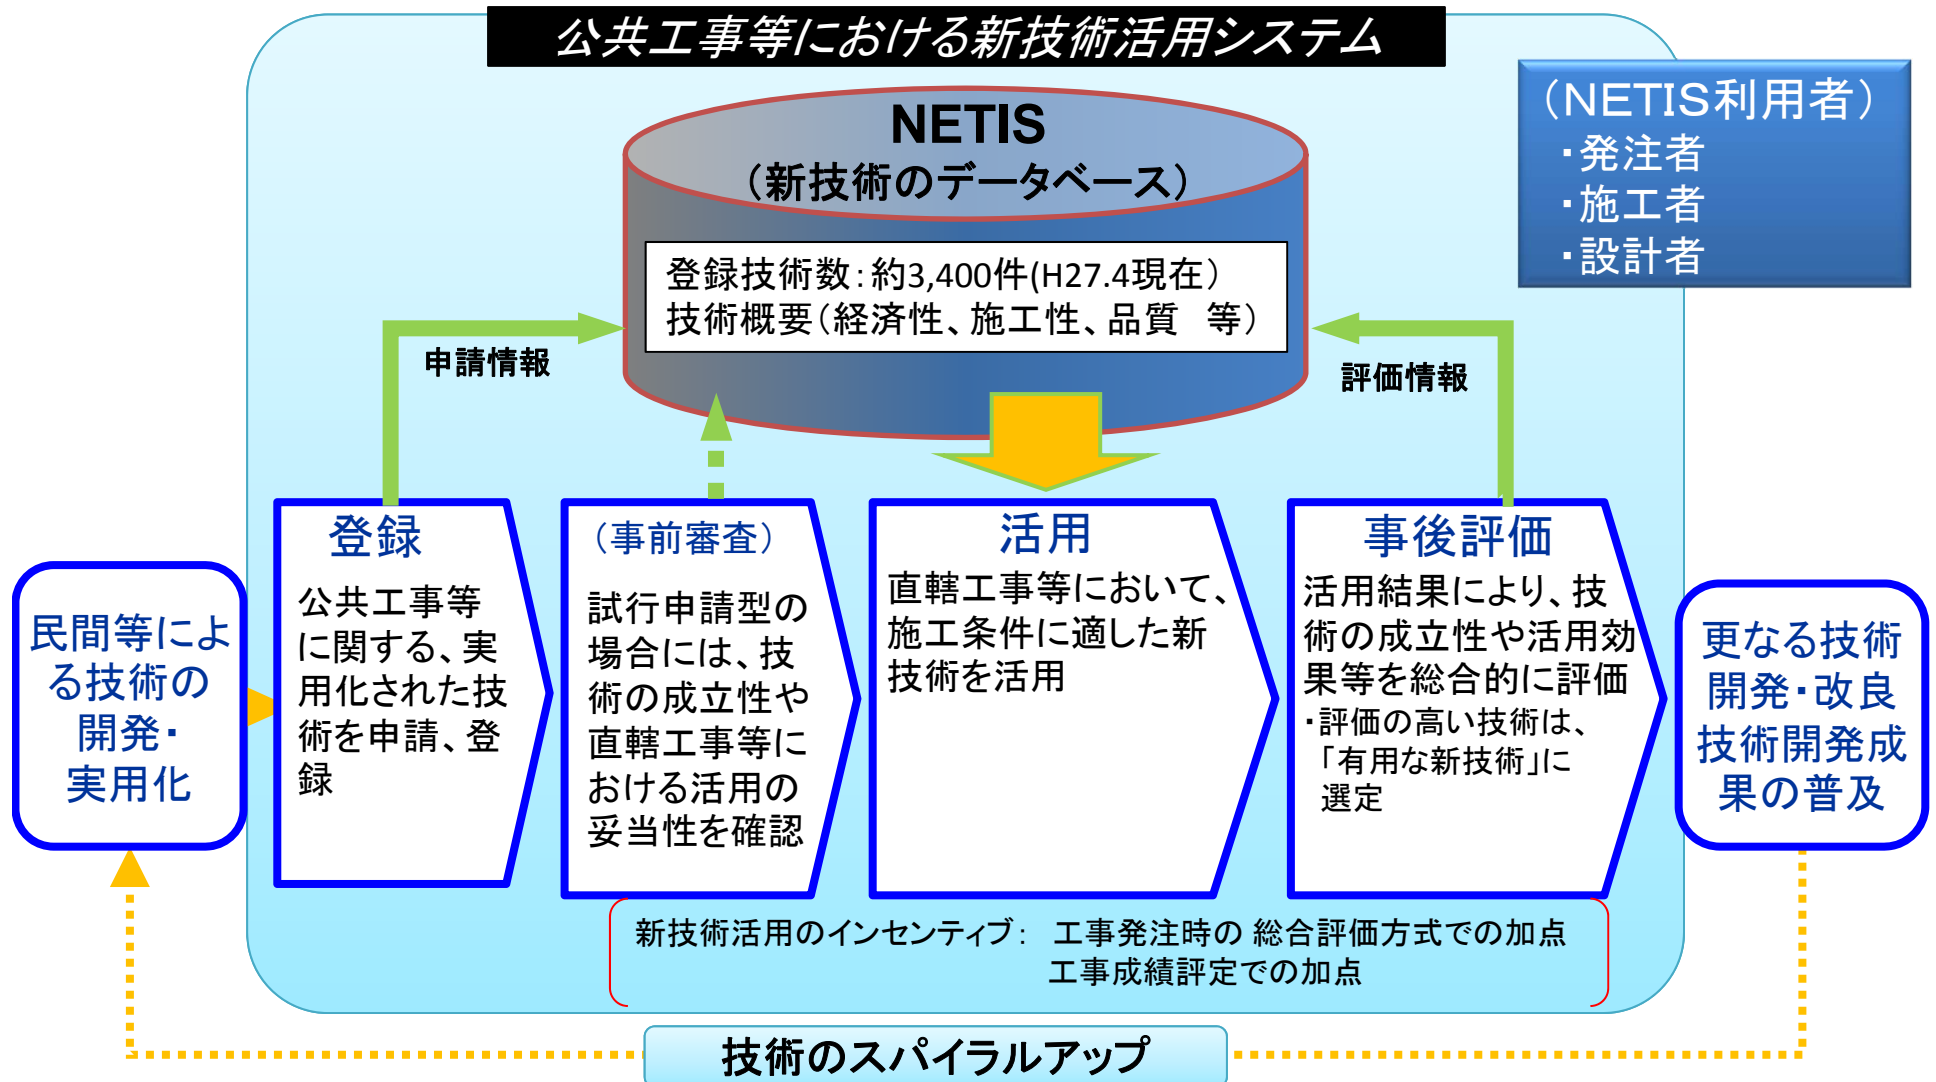 公共工事等における新技術活用システム
NETIS
（新技術のデータベース）
登録技術数：約3,400件(H27.4現在）
技術概要（経済性、施工性、品質　等）
（NETIS利用者）
・発注者
・施工者
・設計者
申請情報
評価情報
民間等によ
る技術の
開発・
実用化
登録
公共工事等
に関する、実
用化された技
術を申請、登
録
（事前審査）
試行申請型の
場合には、技
術の成立性や
直轄工事等に
おける活用の
妥当性を確認
活用
直轄工事等において、
施工条件に適した新
技術を活用
事後評価
活用結果により、技
術の成立性や活用効
果等を総合的に評価
・評価の高い技術は、
「有用な新技術」に
選定
更なる技術
開発・改良
技術開発成
果の普及
新技術活用のインセンティブ：　工事発注時の 総合評価方式での加点
工事成績評定での加点
技術のスパイラルアップ